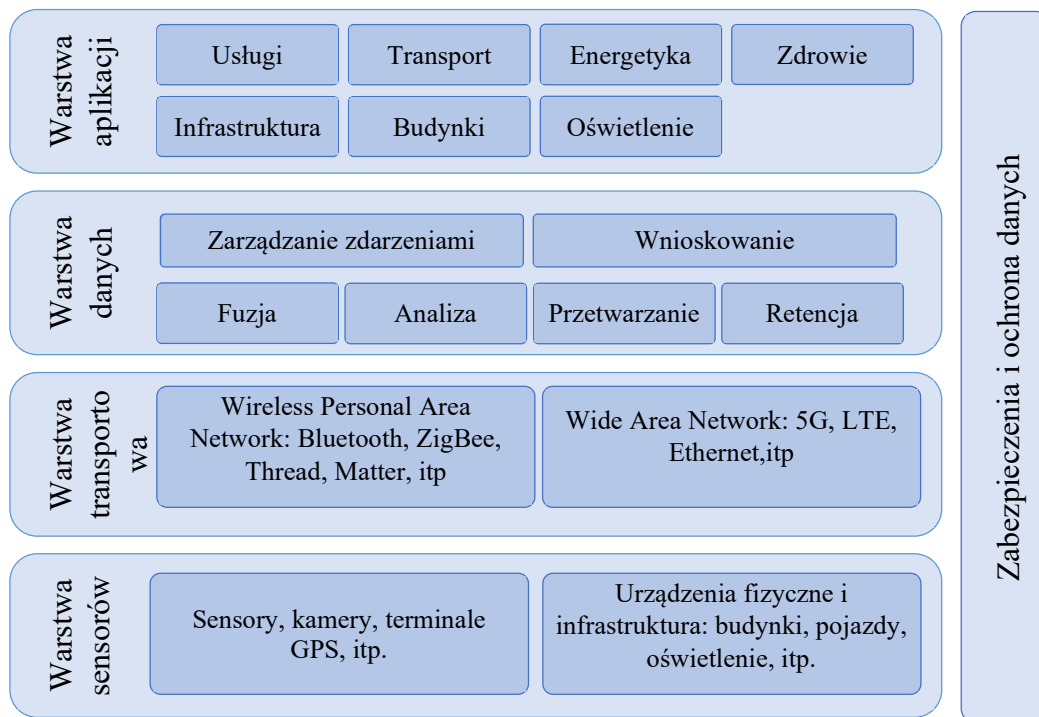 Warstwa
aplikacji
Usługi
Transport
Energetyka
Zdrowie
Infrastruktura
Budynki
Oświetlenie
Warstwa
danych
Zarządzanie zdarzeniami
Wnioskowanie
Fuzja
Analiza
Przetwarzanie
Retencja
Warstwa
transporto
wa
Wireless Personal Area
Network: Bluetooth, ZigBee,
Thread, Matter, itp
Wide Area Network: 5G, LTE,
Ethernet,itp
Warstwa
sensorów
Sensory, kamery, terminale
GPS, itp.
Urządzenia fizyczne i
infrastruktura: budynki, pojazdy,
oświetlenie, itp.
Zabezpieczenia i ochrona danych